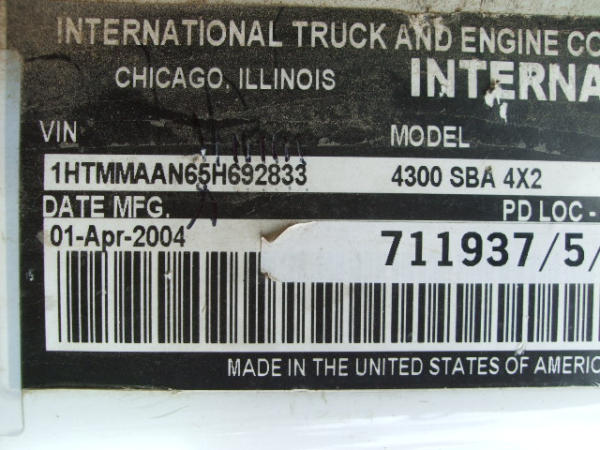 INTERNATIONAL TRUCK AND ENGINE CO
CHICAGO, ILLINOIS
INTERNA
VIN MODEL
1HTMMAAN65H692833 4300 SBA 4X2
DATE MFG. PD LOC -
01-Apr-2004 711937/5/
MADE IN THE UNITED STATES OF AMERIC